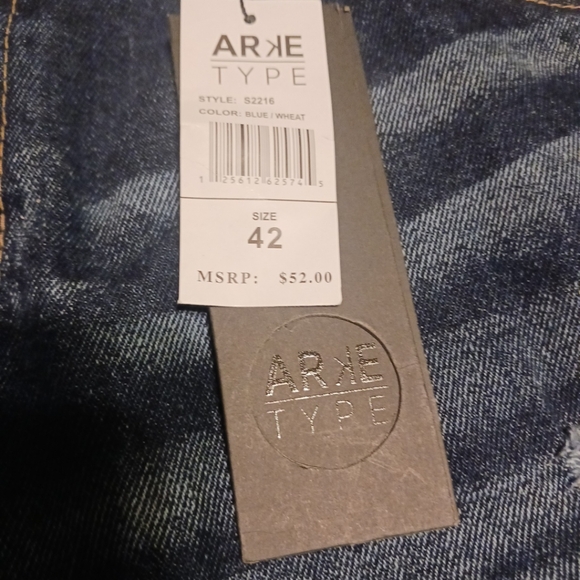 ARKE
TYPE
STYLE: S2216
COLOR: BLUE / WHEAT
1 25612 62574 5
SIZE
42
MSRP: $52.00
ARKE
TYPE